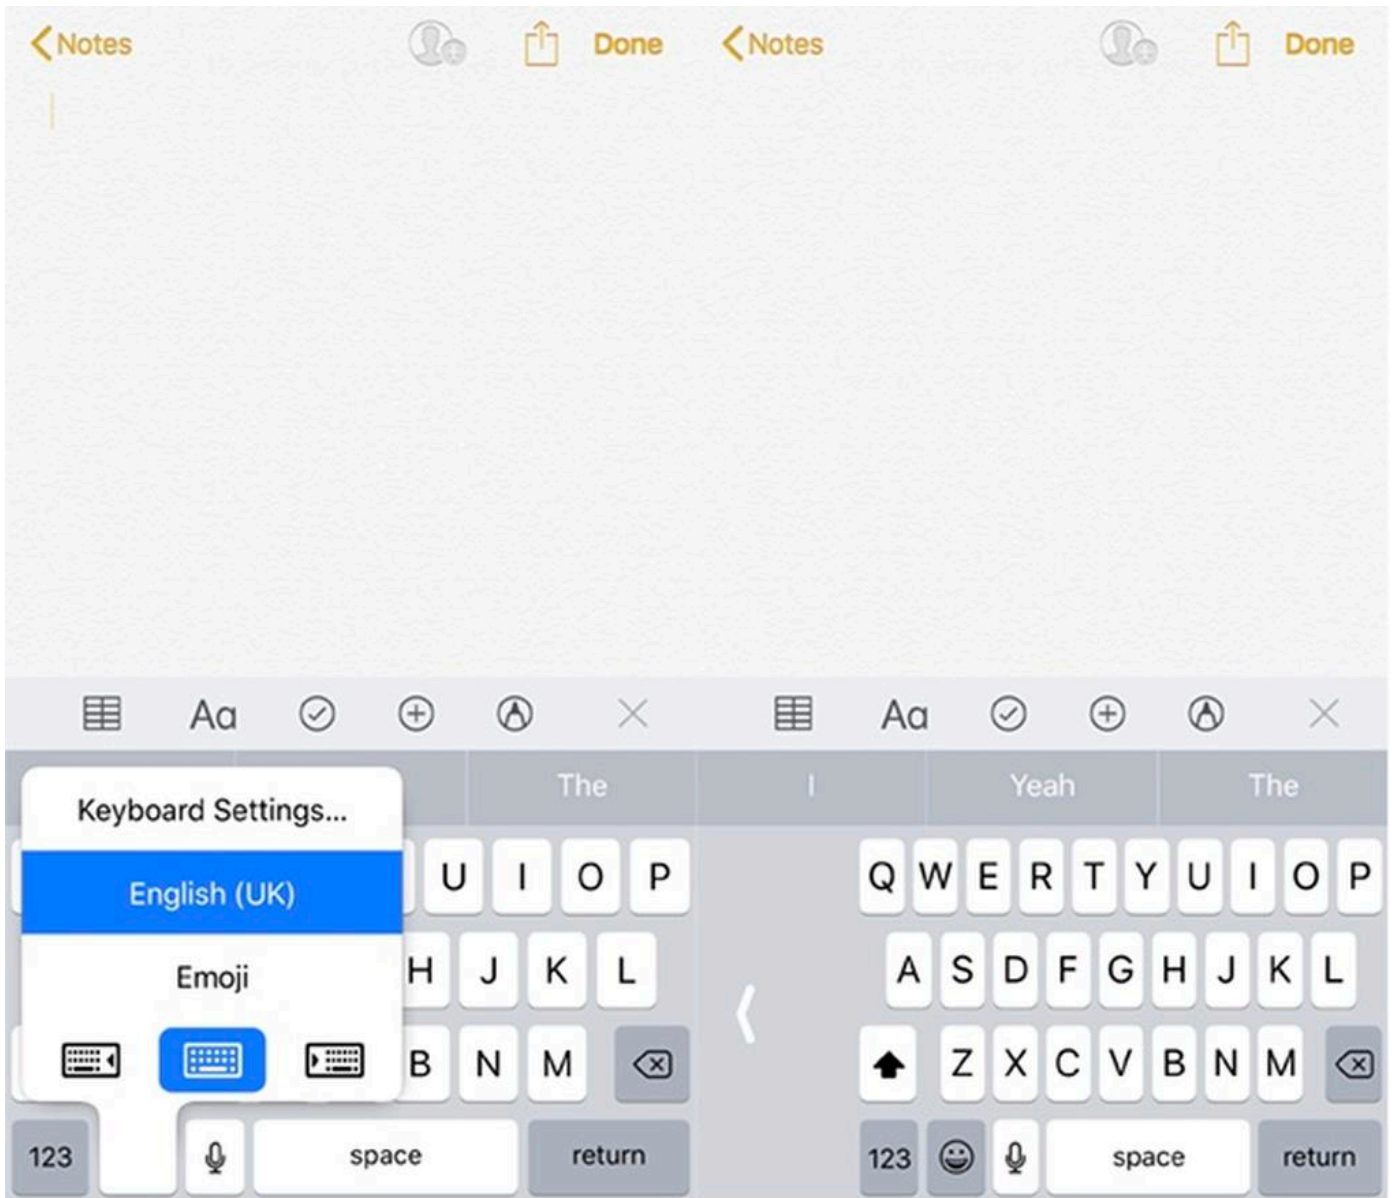 Notes Done
The
Keyboard Settings...
English (UK)
Emoji
U I O P
H J K L
B N M
123 space return
Notes Done
I Yeah The
Q W E R T Y U I O P
A S D F G H J K L
Z X C V B N M
123 space return
Aa
Aa